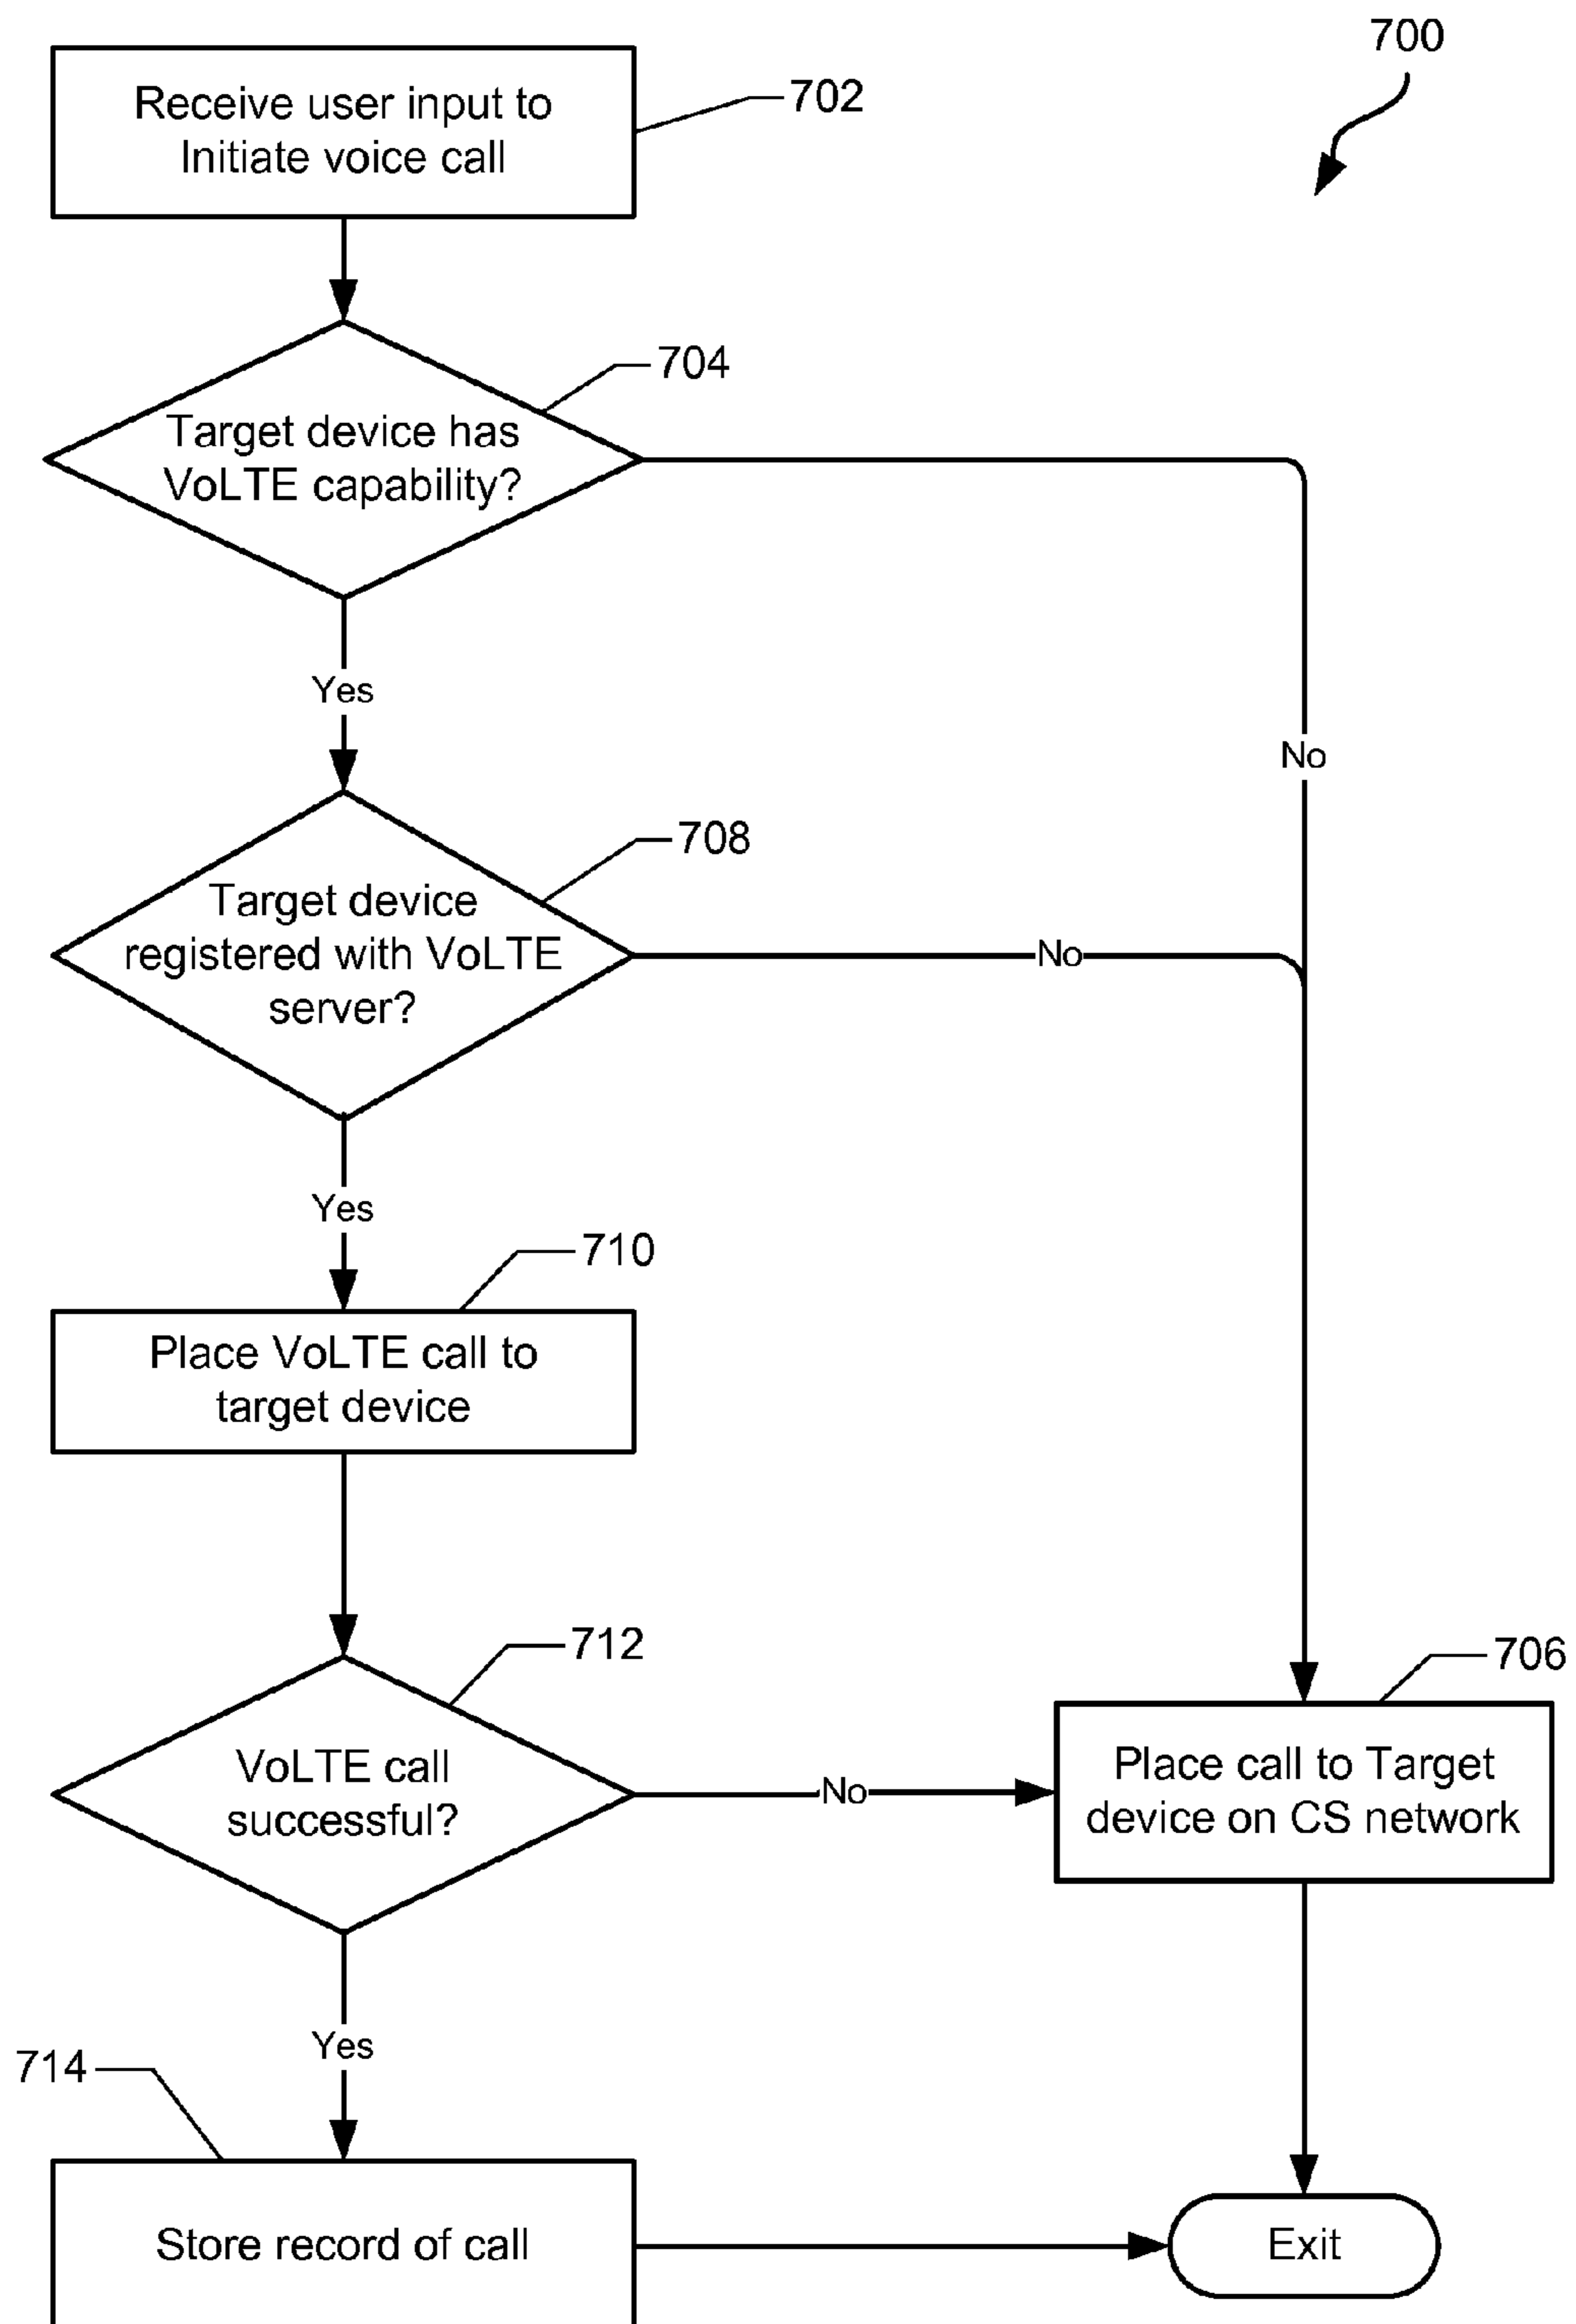 700
Receive user input to
Initiate voice call
702
704
Target device has
VoLTE capability?
Yes
No
708
Target device
registered with VoLTE
server?
No
Yes
710
Place VoLTE call to
target device
712
706
VoLTE call
successful?
No
Place call to Target
device on CS network
Yes
714
Store record of call
Exit